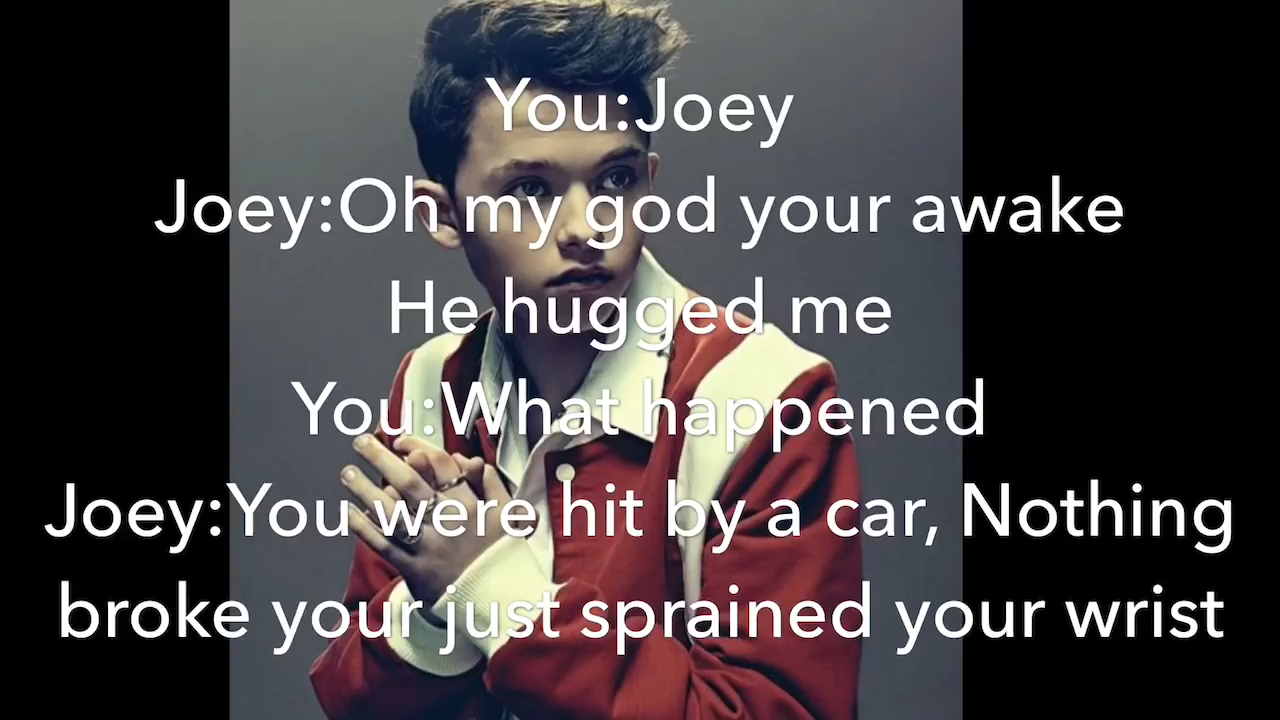 You:Joey
Joey:Oh my god your awake
He hugged me
You:What happened
Joey:You were hit by a car, Nothing
broke your just sprained your wrist